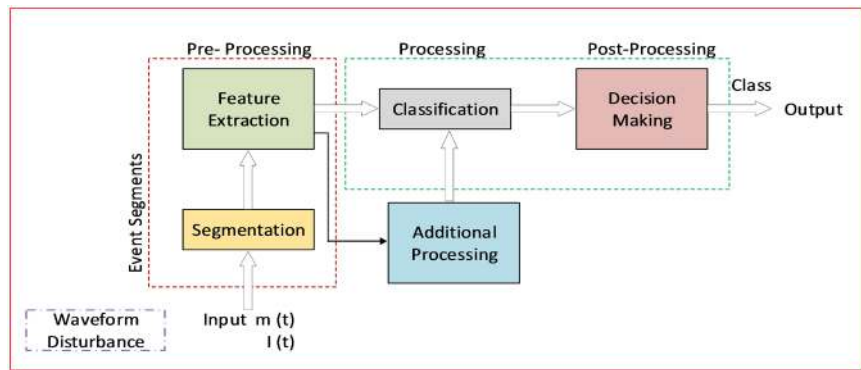 Pre- Processing
Processing
Post-Processing
Feature
Extraction
Classification
Decision
Making
Class
Output
Event Segments
Segmentation
Additional
Processing
Waveform
Disturbance
Input m (t)
I (t)